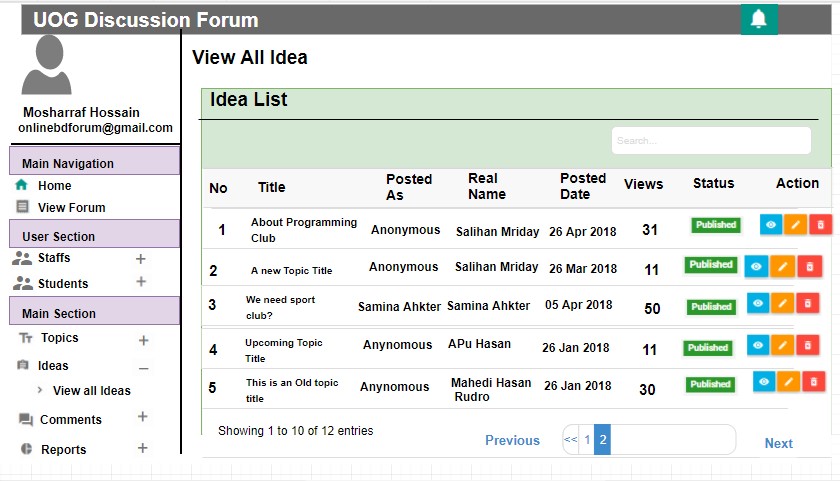 UOG Discussion Forum
Mosharraf Hossain
onlinebdforum@gmail.com
Main Navigation
Home
View Forum
User Section
Staffs +
Students +
Main Section
Topics +
Ideas –
> View all Ideas
Comments +
Reports +
View All Idea
Idea List
Search...
No Title Posted As Real Name Posted Date Views Status Action
1 About Programming Club Anonymous Salihan Mriday 26 Apr 2018 31 Published
2 A new Topic Title Anonymous Salihan Mriday 26 Mar 2018 11 Published
3 We need sport club? Samina Ahkter Samina Ahkter 05 Apr 2018 50 Published
4 Upcoming Topic Title Anynomous APu Hasan 26 Jan 2018 11 Published
5 This is an Old topic title Anynomous Mahedi Hasan Rudro 26 Jan 2018 30 Published
Showing 1 to 10 of 12 entries
Previous << 1 2 Next